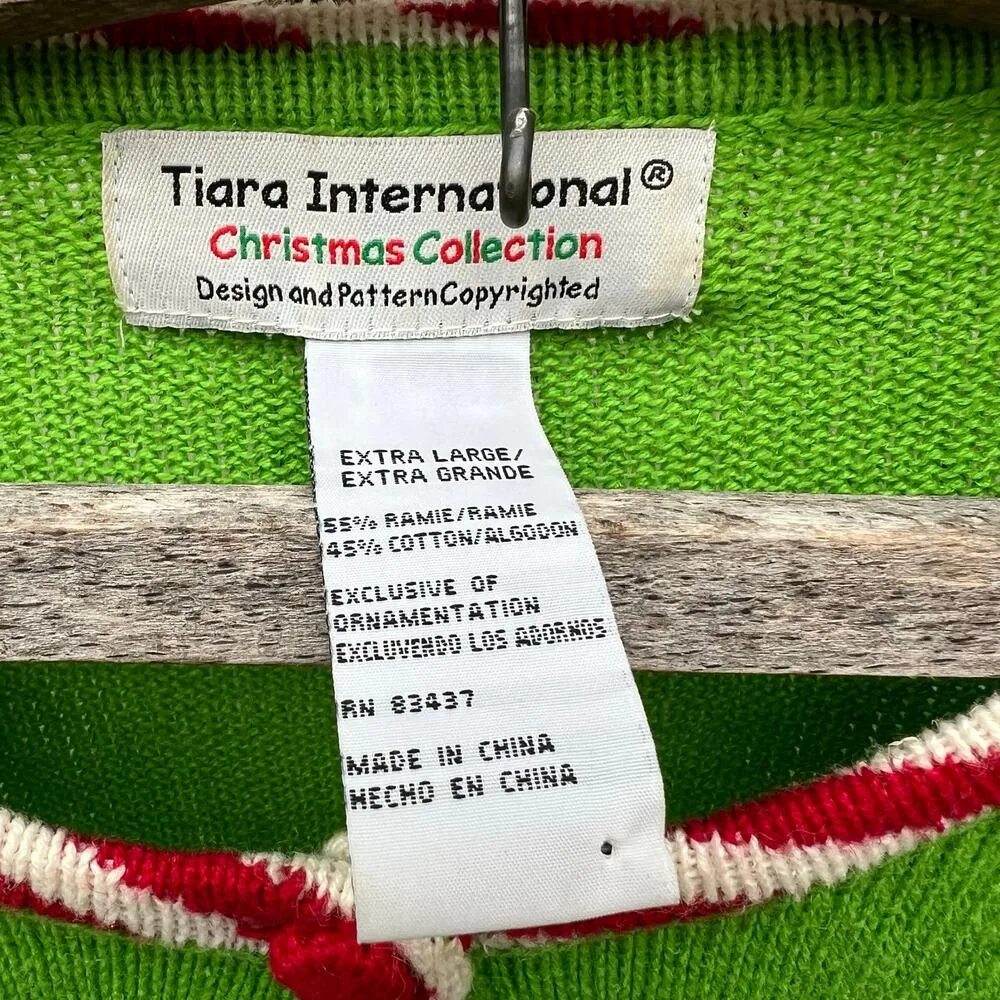 Tiara International®
Christmas Collection
Design and Pattern Copyrighted
EXTRA LARGE/
EXTRA GRANDE
55% RAMIE/RAMIE
45% COTTON/ALGODON
EXCLUSIVE OF
ORNAMENTATION
EXCLUVENDO LOS ADORNOS
RN 83437
MADE IN CHINA
HECHO EN CHINA